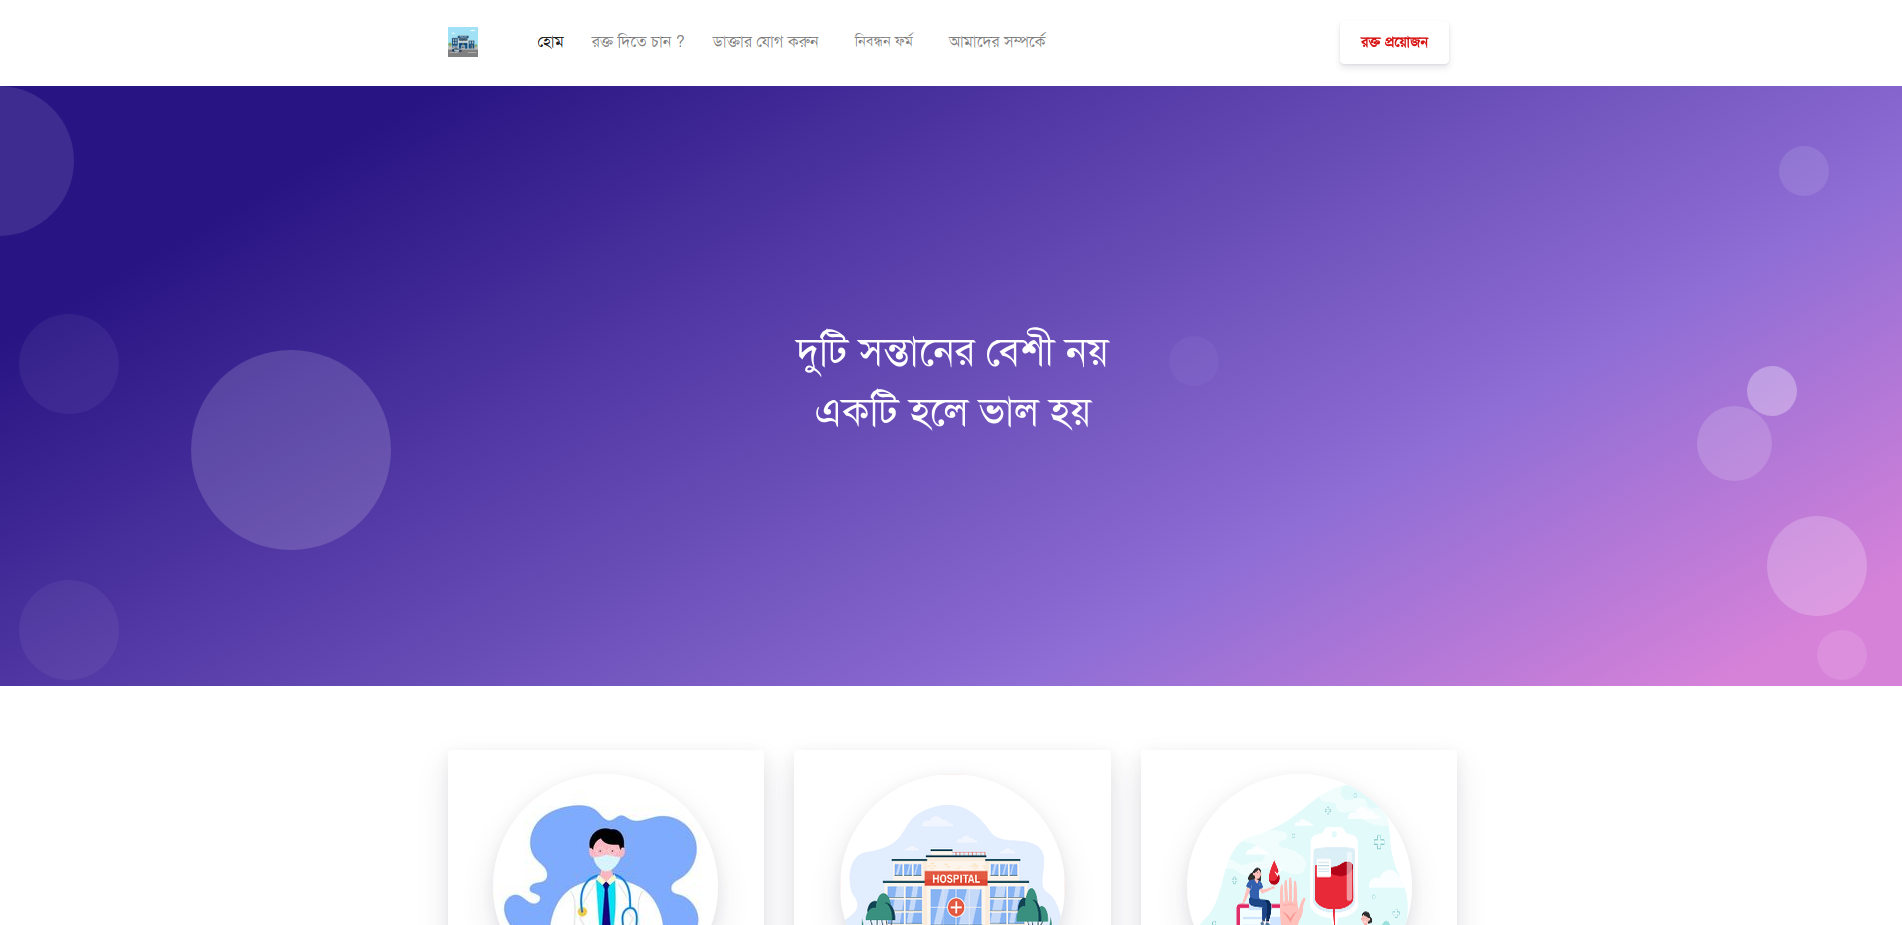 হোম
রক্ত দিতে চান ?
ডাক্তার যোগ করুন
নিবন্ধন ফর্ম
আমাদের সম্পর্কে
রক্ত প্রয়োজন
দুটি সন্তানের বেশী নয়
একটি হলে ভাল হয়
HOSPITAL